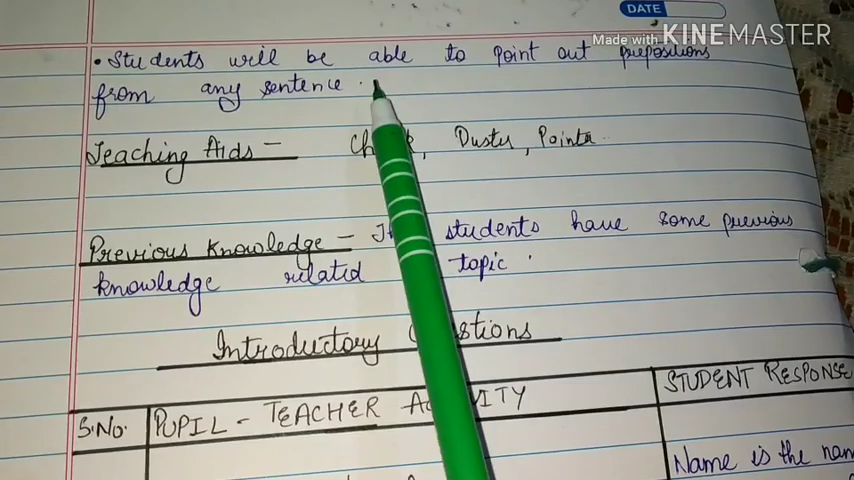 DATE
Made with KINEMASTER
• Students will be able to point out prepositions
from any sentence.
Teaching Aids - Duster, Pointer.
Previous Knowledge - students have some previous
knowledge related topic.
Introductory
S.No. PUPIL - TEACHER STUDENT RESPONSE
Name is the